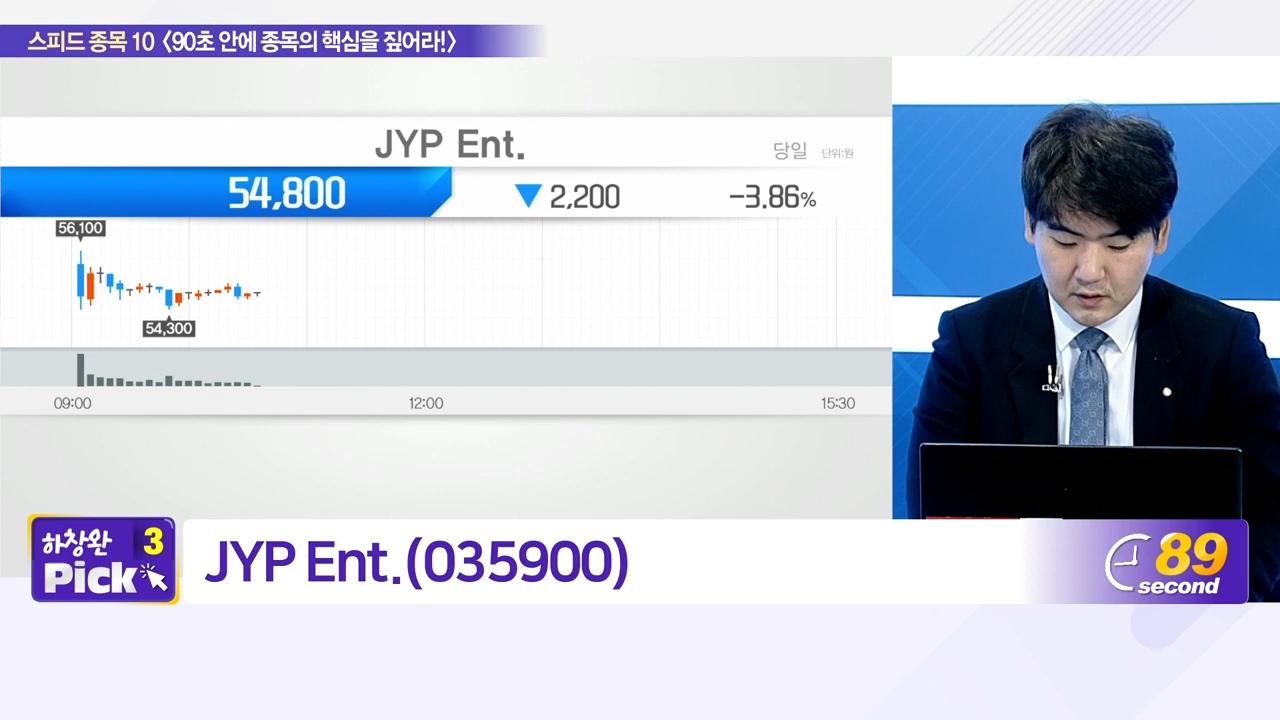 스피드 종목 10 <90초 안에 종목의 핵심을 짚어라!>
JYP Ent.
당일 단위:원
54,800 ▼ 2,200 -3.86%
56,100
54,300
09:00 12:00 15:30
하창완 3
Pick
JYP Ent.(035900)
89
second